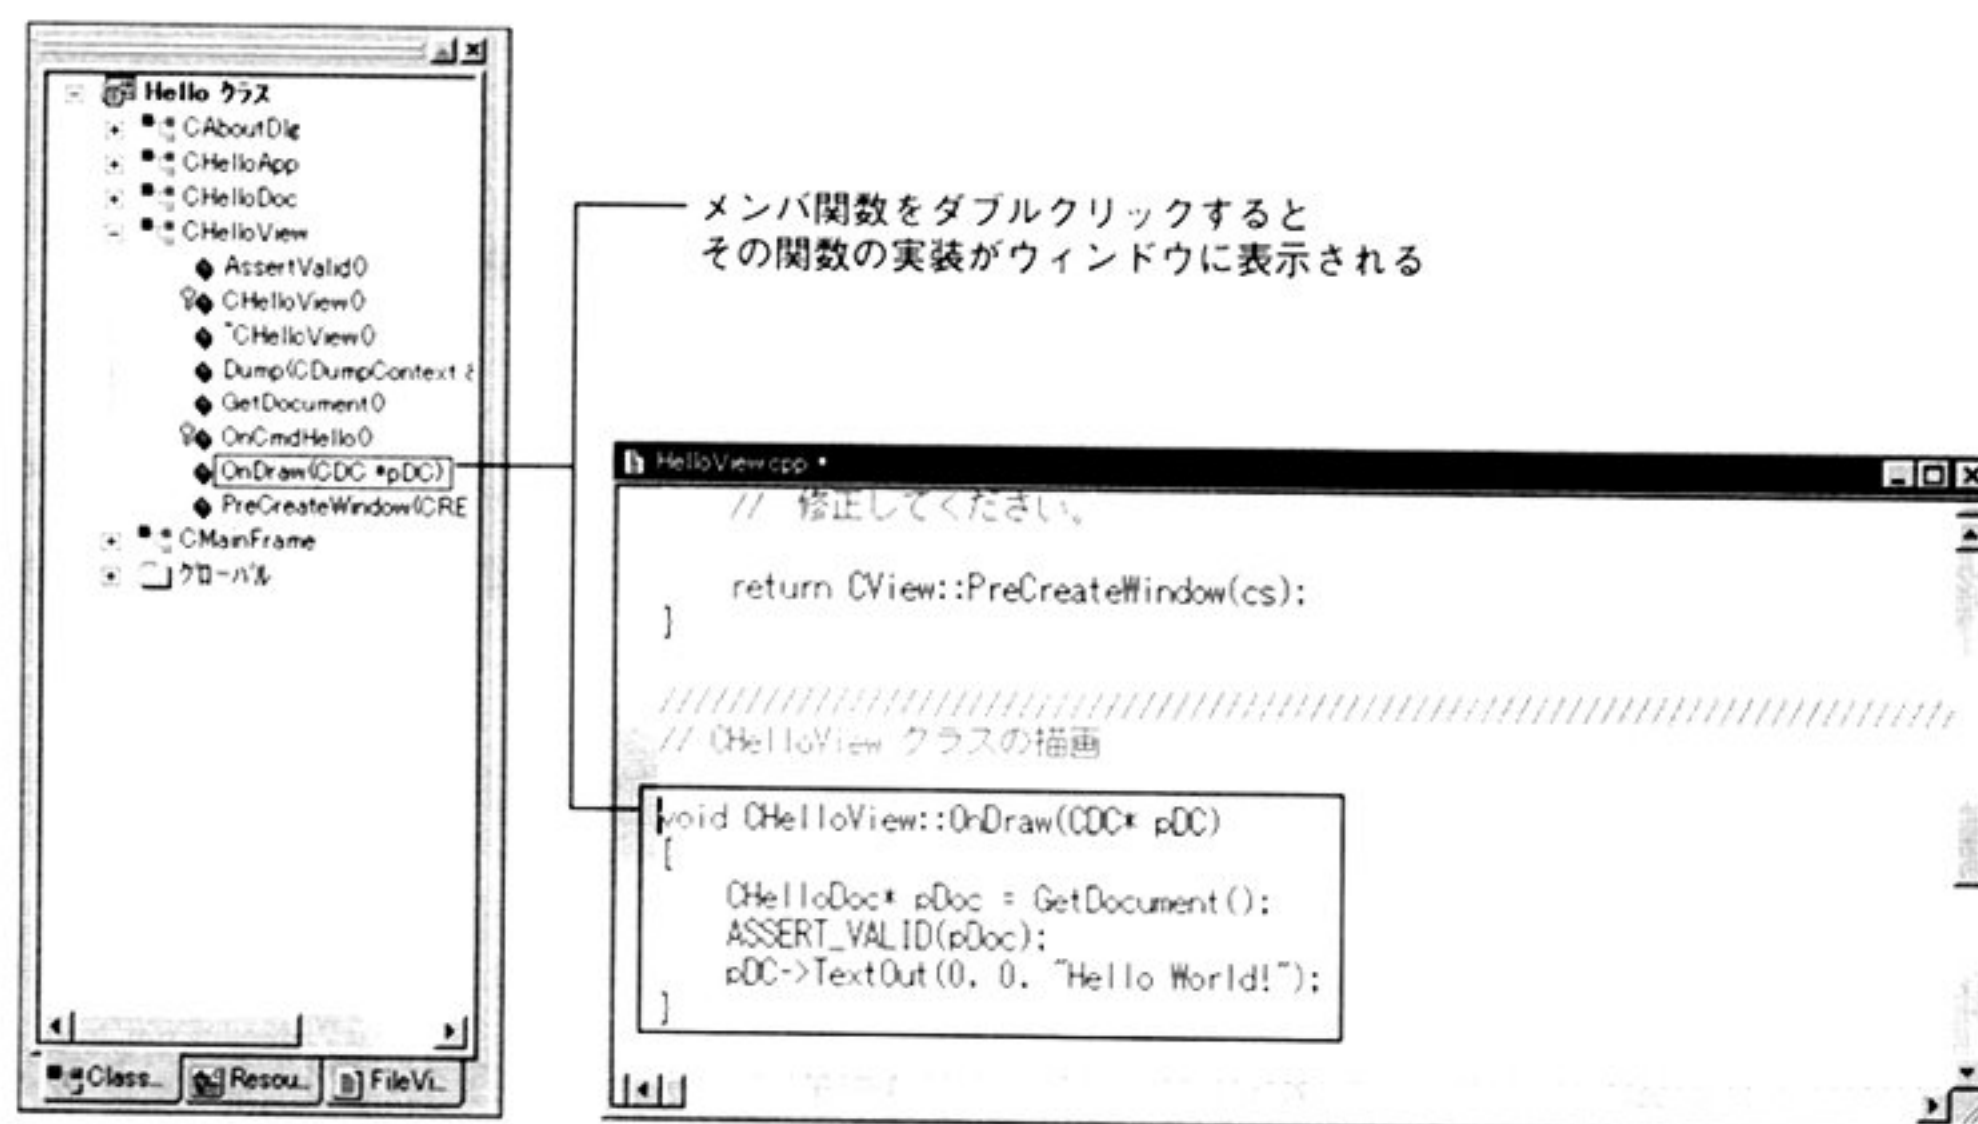 Hello クラス
CAboutDlg
CHelloApp
CHelloDoc
CHelloView
AssertValid()
CHelloView()
~CHelloView()
Dump(CDumpContext &
GetDocument()
OnCmdHello()
OnDraw(CDC *pDC)
PreCreateWindow(CRE
CMainFrame
グローバル
Class...
Resou...
FileVi...
メンバ関数をダブルクリックすると
その関数の実装がウィンドウに表示される
HelloView.cpp *
// 修正してください。
return CView::PreCreateWindow(cs);
}
/////////////////////////////////////////////////////////////////////////////
// CHelloView クラスの描画
void CHelloView::OnDraw(CDC* pDC)
{
CHelloDoc* pDoc = GetDocument();
ASSERT_VALID(pDoc);
pDC->TextOut(0, 0, "Hello World!");
}